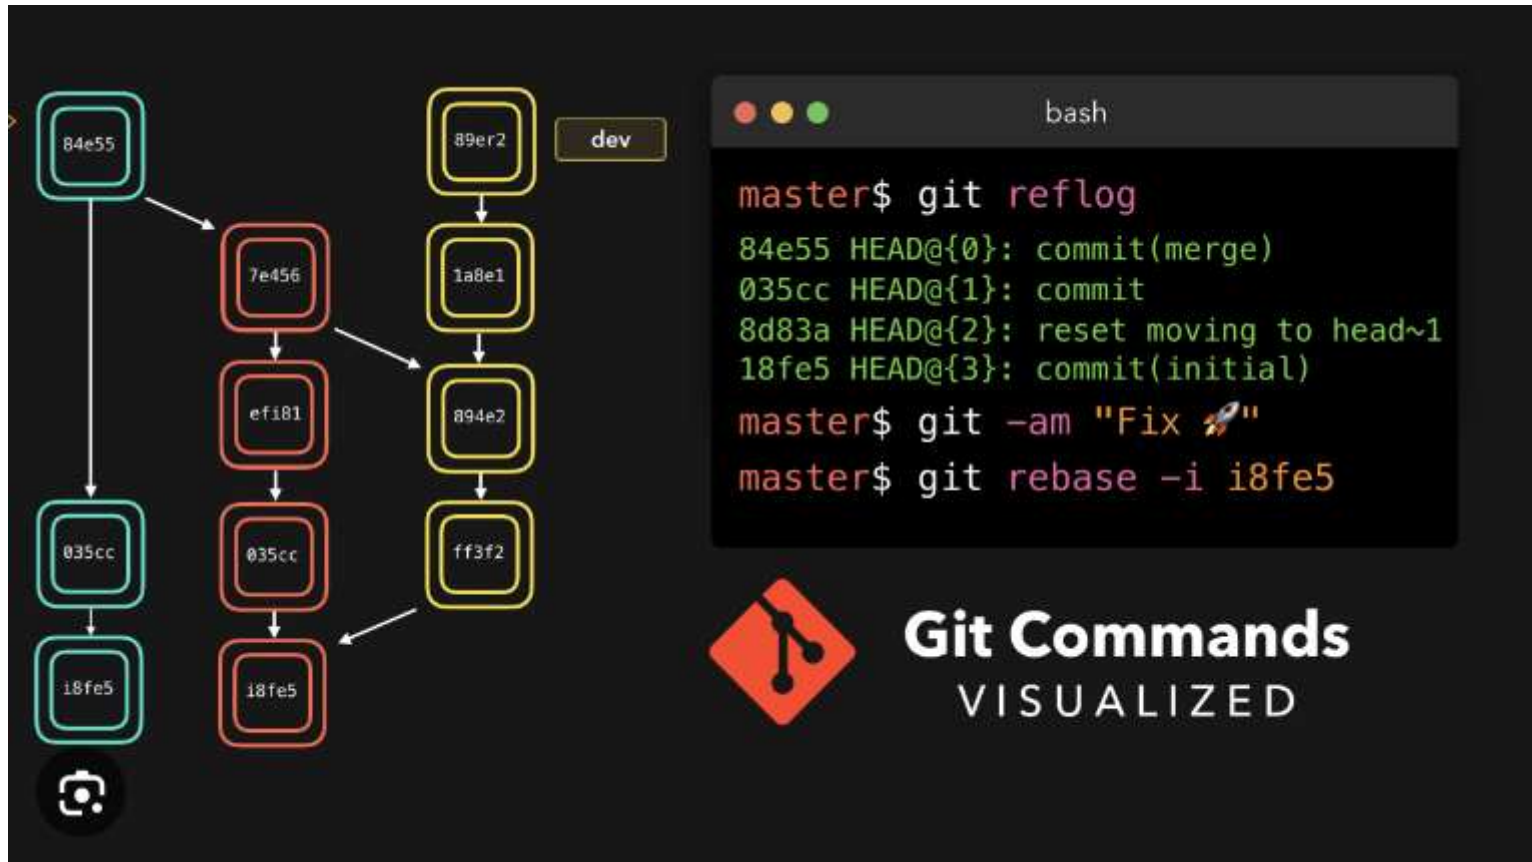 84e55
89er2
dev
7e456
1a8e1
efi81
894e2
035cc
035cc
ff3f2
i8fe5
i8fe5
bash
master$ git reflog
84e55 HEAD@{0}: commit(merge)
035cc HEAD@{1}: commit
8d83a HEAD@{2}: reset moving to head~1
18fe5 HEAD@{3}: commit(initial)
master$ git -am "Fix 🚀"
master$ git rebase -i i8fe5
Git Commands
VISUALIZED